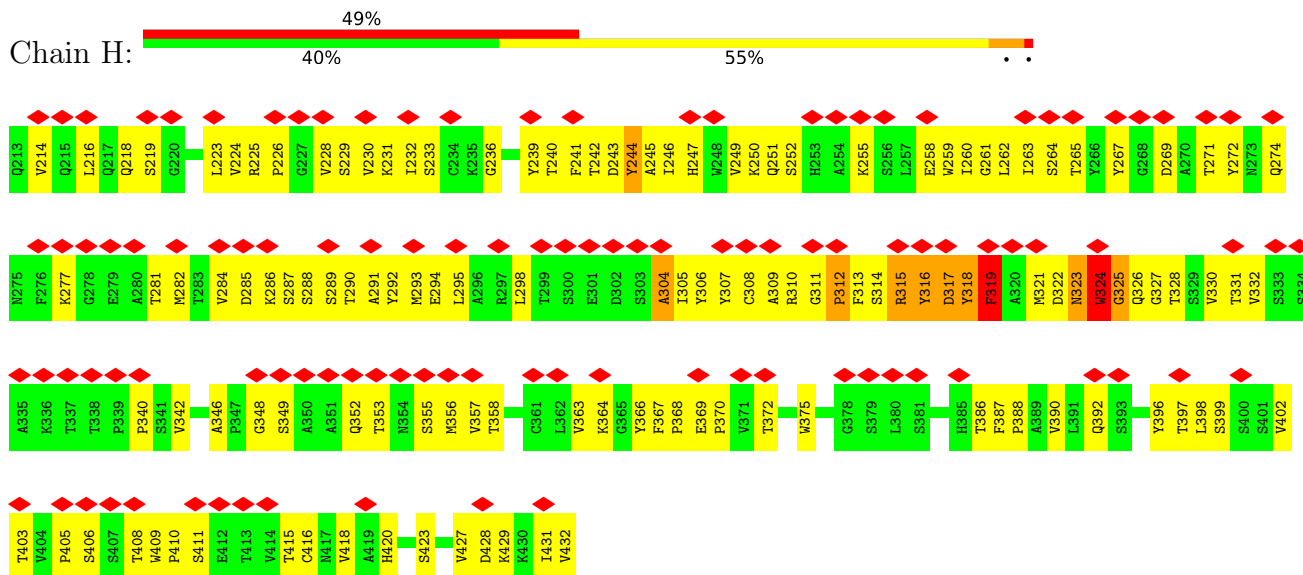 49%
Chain H:
40% 55% . .
Q213 V214 Q215 L216 Q217 Q218 S219 G220 L223 V224 R225 P226 G227 V228 S229 V230 K231 I232 S233 C234 K235 G236 Y239 T240 F241 T242 D243 Y244 A245 I246 H247 W248 V249 K250 Q251 S252 H253 A254 K255 S256 L257 E258 W259 I260 G261 L262 I263 S264 T265 Y266 Y267 G268 D269 A270 T271 Y272 N273 Q274
N275 F276 K277 G278 E279 A280 T281 M282 T283 V284 D285 K286 S287 S288 S289 T290 A291 Y292 M293 E294 L295 A296 R297 L298 T299 S300 E301 D302 S303 A304 I305 Y306 Y307 C308 A309 R310 G311 P312 F313 S314 R315 Y316 D317 Y318 F319 A320 M321 D322 N323 W324 G325 Q326 G327 T328 S329 V330 T331 V332 S333 S334
A335 K336 T337 T338 P339 P340 S341 V342 A346 P347 G348 S349 A350 A351 Q352 T353 N354 S355 M356 V357 T358 C361 L362 V363 K364 G365 Y366 F367 P368 E369 P370 V371 T372 W375 G378 S379 L380 S381 H385 T386 F387 P388 A389 V390 L391 Q392 S393 Y396 T397 L398 S399 S400 S401 V402
T403 V404 P405 S406 S407 T408 W409 P410 S411 E412 T413 V414 T415 C416 N417 V418 A419 H420 S423 V427 D428 K429 K430 I431 V432